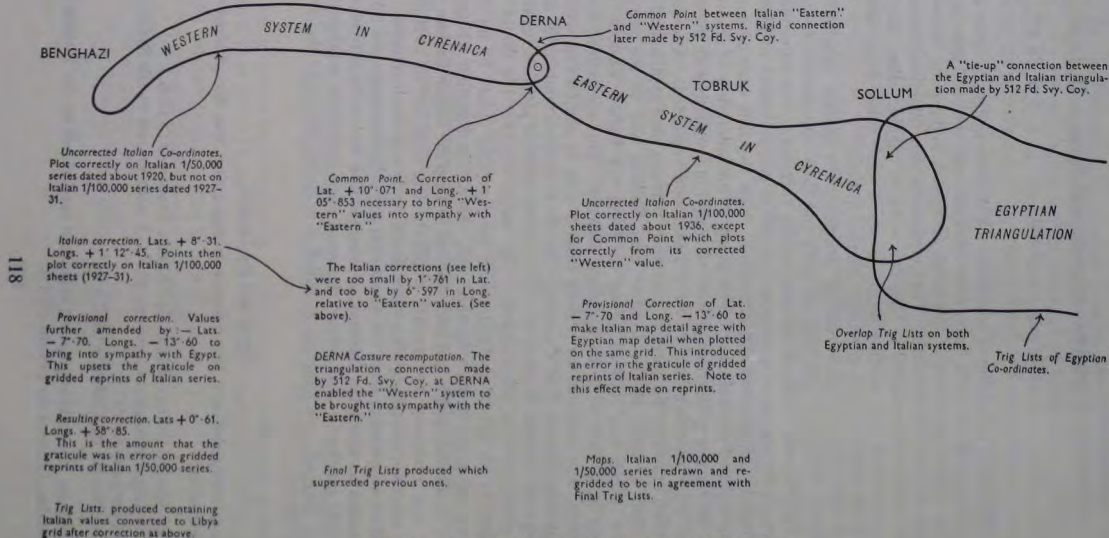 BENGHAZI
WESTERN SYSTEM IN CYRENAICA
DERNA
Common Point between Italian "Eastern"
and "Western" systems. Rigid connection
later made by 512 Fd. Svy. Coy.
EASTERN SYSTEM IN CYRENAICA
TOBRUK
SOLLUM
A "tie-up" connection between
the Egyptian and Italian triangula-
tion made by 512 Fd. Svy. Coy.
EGYPTIAN
TRIANGULATION
Uncorrected Italian Co-ordinates.
Plot correctly on Italian 1/50,000
series dated about 1920, but not on
Italian 1/100,000 series dated 1927-
31.
Italian correction. Lats. + 8"·31.
Longs. + 1' 12"·45. Points then
plot correctly on Italian 1/100,000
sheets (1927-31).
Provisional correction. Values
further amended by :— Lats.
— 7"·70. Longs. — 13"·60 to
bring into sympathy with Egypt.
This upsets the graticule on
gridded reprints of Italian series.
Resulting correction. Lats + 0"·61.
Longs. + 58"·85.
This is the amount that the
graticule was in error on gridded
reprints of Italian 1/50,000 series.
Trig Lists. produced containing
Italian values converted to Libya
grid after correction as above.
Common Point. Correction of
Lat. + 10"·071 and Long. + 1'
05"·853 necessary to bring "Wes-
tern" values into sympathy with
"Eastern."
The Italian corrections (see left)
were too small by 1"·761 in Lat.
and too big by 6"·597 in Long.
relative to "Eastern" values. (See
above).
DERNA Cossure recomputation. The
triangulation connection made
by 512 Fd. Svy. Coy. at DERNA
enabled the "Western" system to
be brought into sympathy with the
"Eastern."
Final Trig Lists produced which
superseded previous ones.
Uncorrected Italian Co-ordinates.
Plot correctly on Italian 1/100,000
sheets dated about 1936, except
for Common Point which plots
correctly from its corrected
"Western" value.
Provisional Correction of Lat.
— 7"·70 and Long. — 13"·60 to
make Italian map detail agree with
Egyptian map detail when plotted
on the same grid. This introduced
an error in the graticule of gridded
reprints of Italian series. Note to
this effect made on reprints.
Maps. Italian 1/100,000 and
1/50,000 series redrawn and re-
gridded to be in agreement with
Final Trig Lists.
Overlap Trig Lists on both
Egyptian and Italian systems.
Trig Lists of Egyptian
Co-ordinates.
118